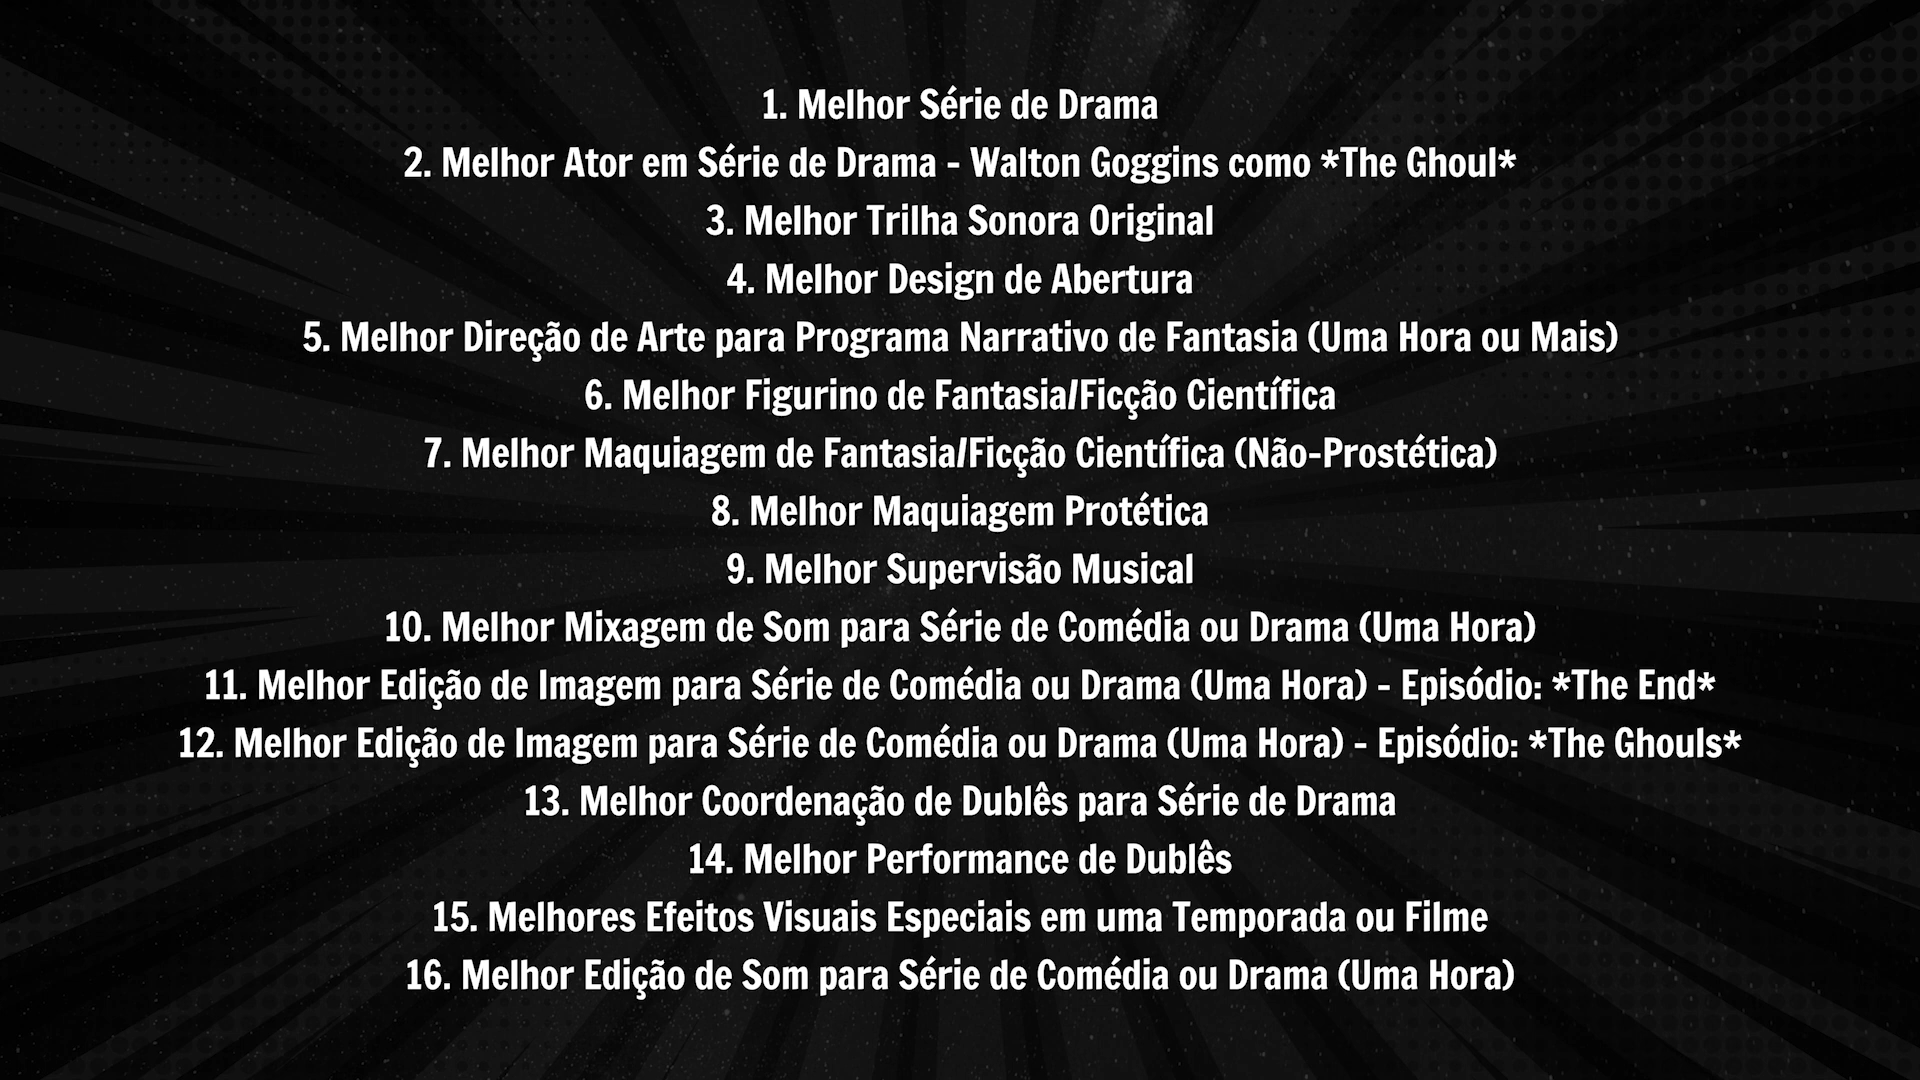 1. Melhor Série de Drama
2. Melhor Ator em Série de Drama - Walton Goggins como *The Ghoul*
3. Melhor Trilha Sonora Original
4. Melhor Design de Abertura
5. Melhor Direção de Arte para Programa Narrativo de Fantasia (Uma Hora ou Mais)
6. Melhor Figurino de Fantasia/Ficção Científica
7. Melhor Maquiagem de Fantasia/Ficção Científica (Não-Prostética)
8. Melhor Maquiagem Protética
9. Melhor Supervisão Musical
10. Melhor Mixagem de Som para Série de Comédia ou Drama (Uma Hora)
11. Melhor Edição de Imagem para Série de Comédia ou Drama (Uma Hora) - Episódio: *The End*
12. Melhor Edição de Imagem para Série de Comédia ou Drama (Uma Hora) - Episódio: *The Ghouls*
13. Melhor Coordenação de Dublês para Série de Drama
14. Melhor Performance de Dublês
15. Melhores Efeitos Visuais Especiais em uma Temporada ou Filme
16. Melhor Edição de Som para Série de Comédia ou Drama (Uma Hora)